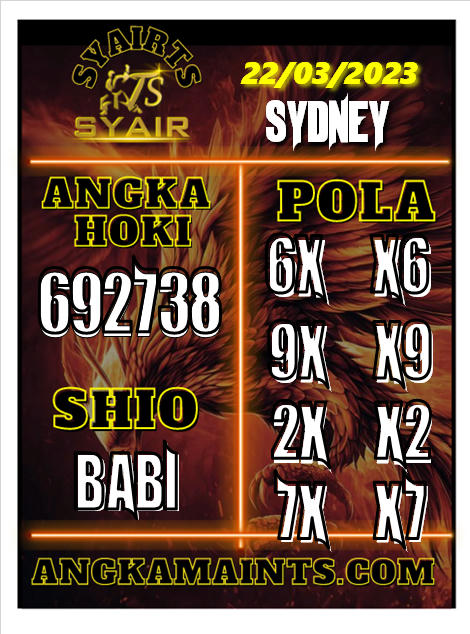 SYAIRTS
TS
SYAIR
22/03/2023
SYDNEY
ANGKA
HOKI
692738
SHIO
BABI
POLA
6X X6
9X X9
2X X2
7X X7
ANGKAMAINTS.COM